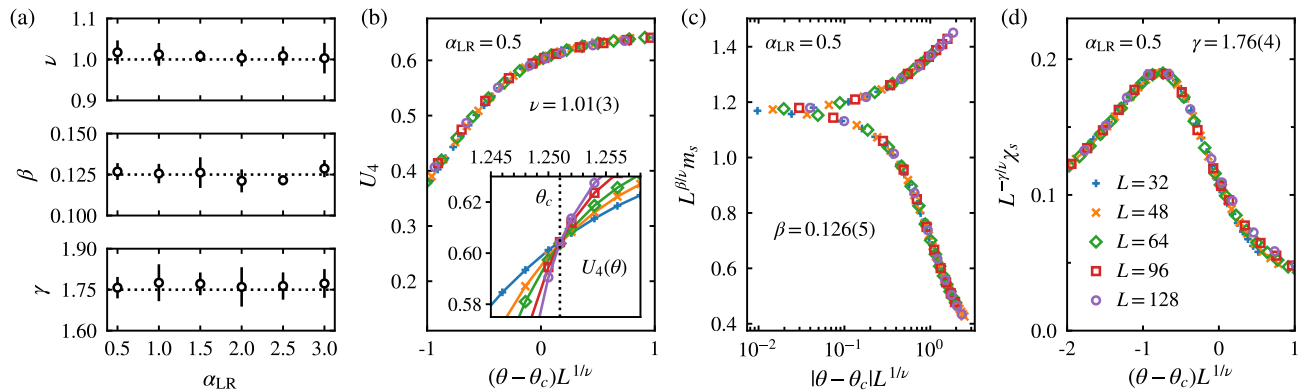 (a)
1.1
1.0
0.9
ν
0.150
0.125
0.100
β
1.90
1.75
1.60
γ
0.5 1.0 1.5 2.0 2.5 3.0
α_LR
(b)
α_LR = 0.5
ν = 1.01(3)
0.6
0.5
0.4
0.3
0.2
U_4
1.245 1.250 1.255
θ_c
0.62
0.60
0.58
U_4(θ)
-1 0 1
(θ − θ_c)L^{1/ν}
(c)
α_LR = 0.5
1.4
1.2
1.0
0.8
0.6
0.4
L^{β/ν} m_s
β = 0.126(5)
10^{−2} 10^{−1} 10^{0}
|θ − θ_c|L^{1/ν}
(d)
α_LR = 0.5 γ = 1.76(4)
0.2
0.1
0.0
L^{−γ/ν} χ_s
L = 32
L = 48
L = 64
L = 96
L = 128
-2 -1 0 1
(θ − θ_c)L^{1/ν}